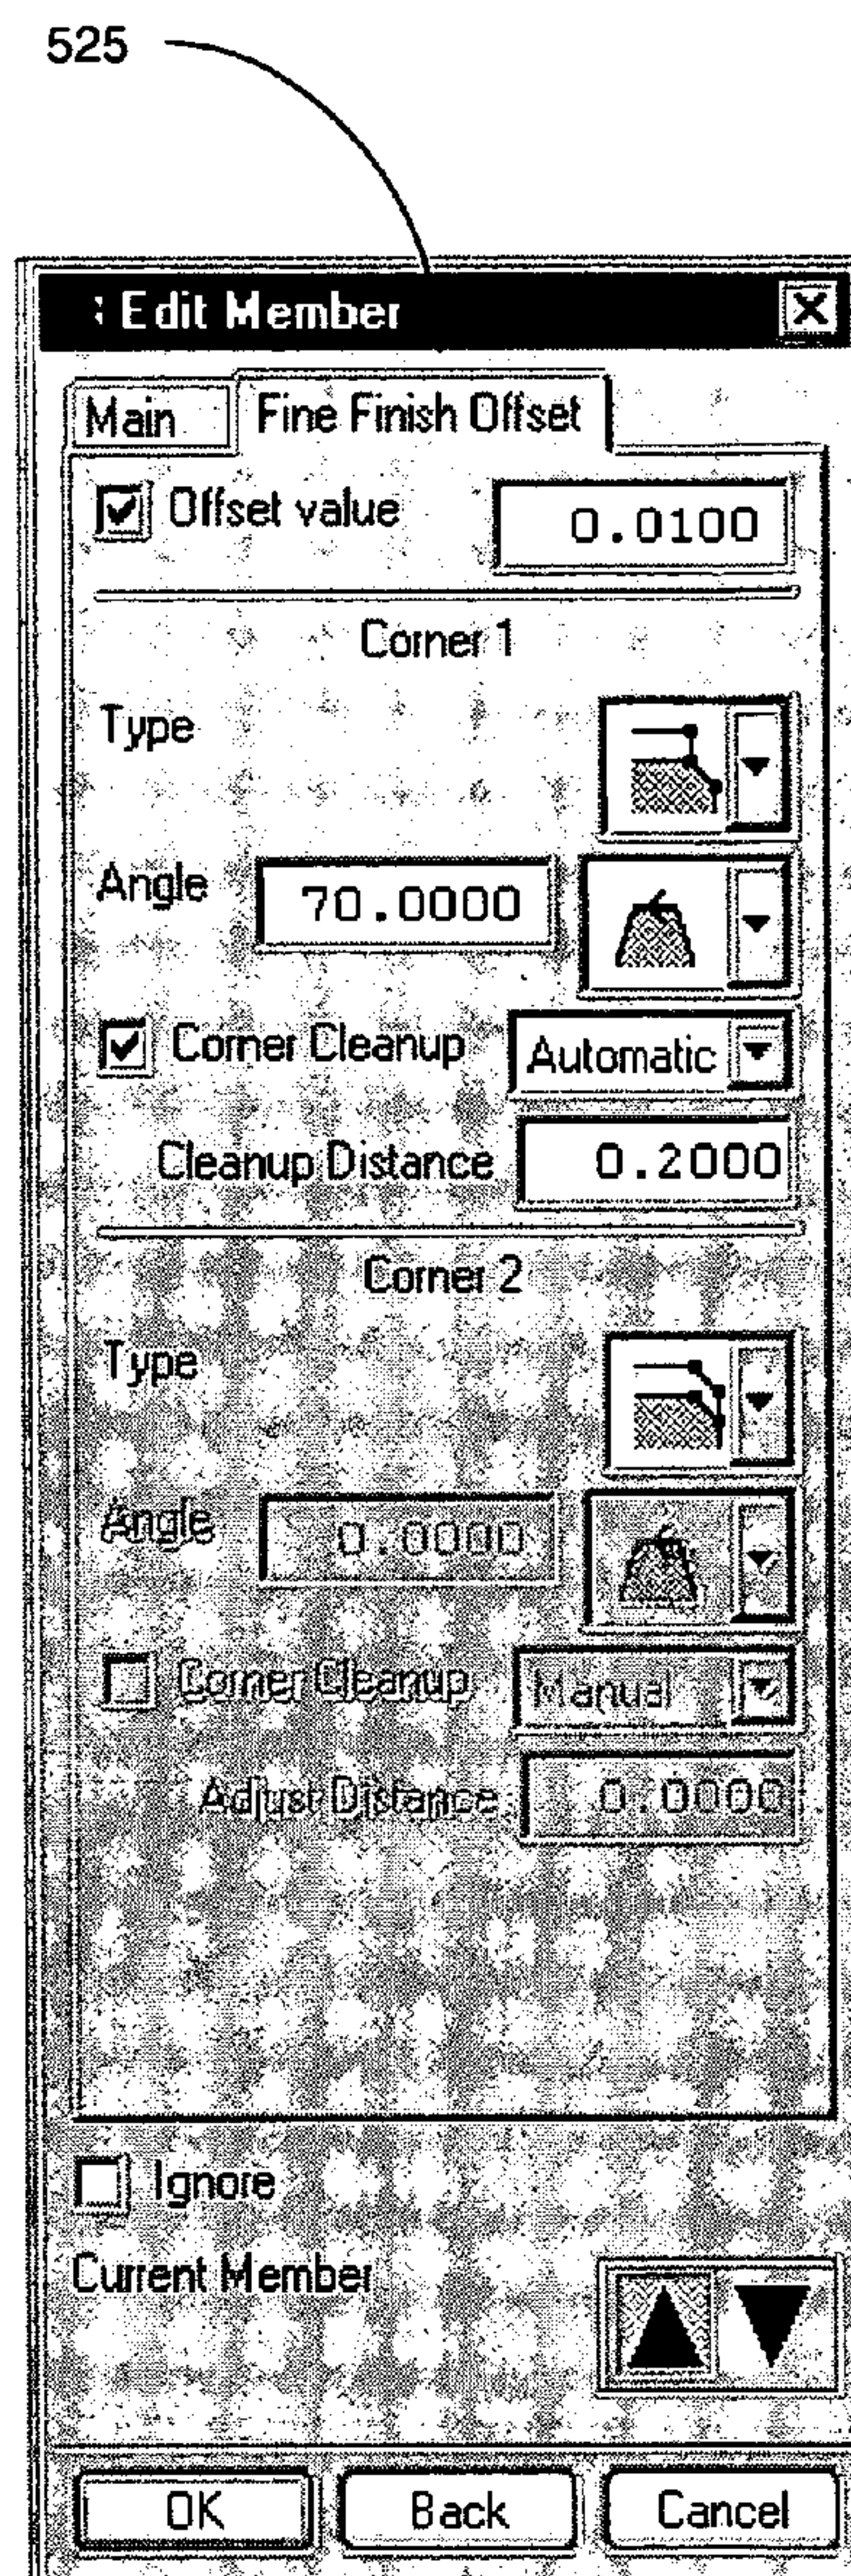 525
: Edit Member
Main Fine Finish Offset
Offset value 0.0100
Corner 1
Type
Angle 70.0000
Corner Cleanup Automatic
Cleanup Distance 0.2000
Corner 2
Type
Angle 0.0000
Corner Cleanup Manual
Adjust Distance 0.0000
Ignore
Current Member
OK Back Cancel